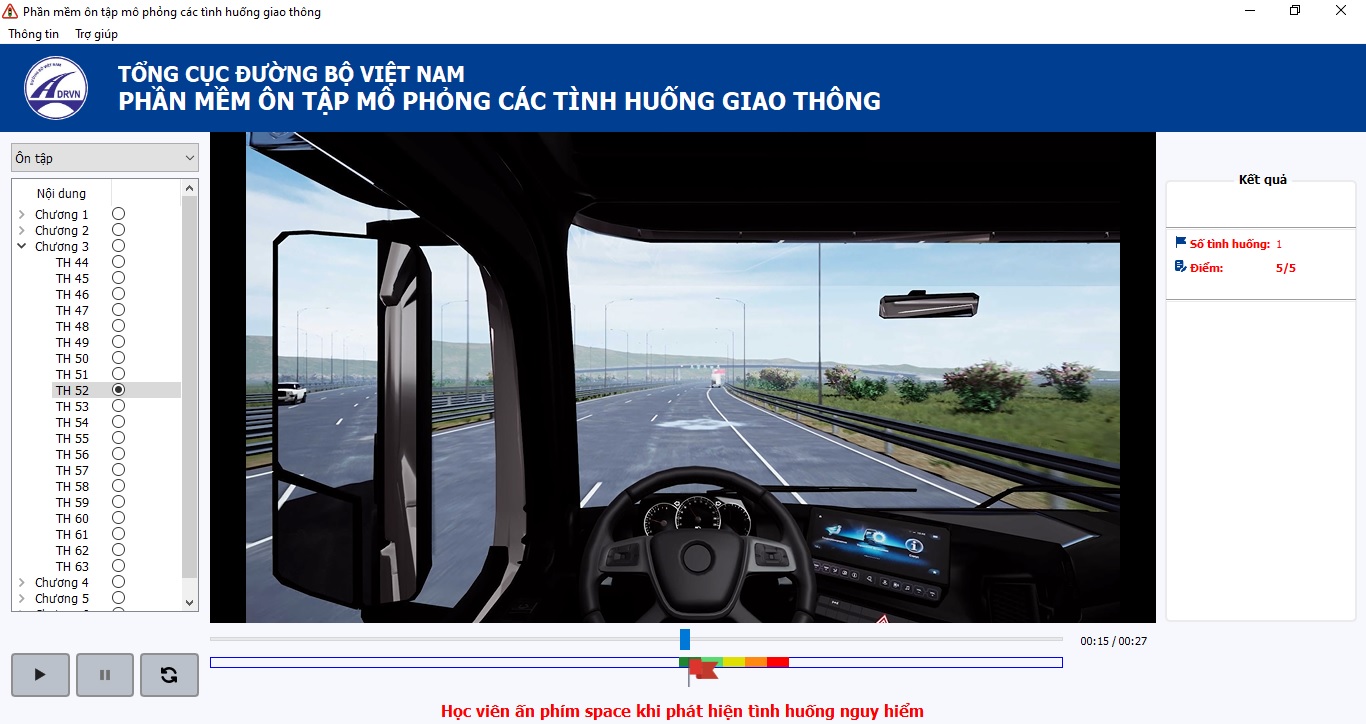 Phần mềm ôn tập mô phỏng các tình huống giao thông
Thông tin Trợ giúp
ĐƯỜNG BỘ VIỆT NAM
DRVN
TỔNG CỤC ĐƯỜNG BỘ VIỆT NAM
PHẦN MỀM ÔN TẬP MÔ PHỎNG CÁC TÌNH HUỐNG GIAO THÔNG
Ôn tập
Nội dung
Chương 1
Chương 2
Chương 3
TH 44
TH 45
TH 46
TH 47
TH 48
TH 49
TH 50
TH 51
TH 52
TH 53
TH 54
TH 55
TH 56
TH 57
TH 58
TH 59
TH 60
TH 61
TH 62
TH 63
Chương 4
Chương 5
Kết quả
Số tình huống: 1
Điểm: 5/5
00:15 / 00:27
Học viên ấn phím space khi phát hiện tình huống nguy hiểm